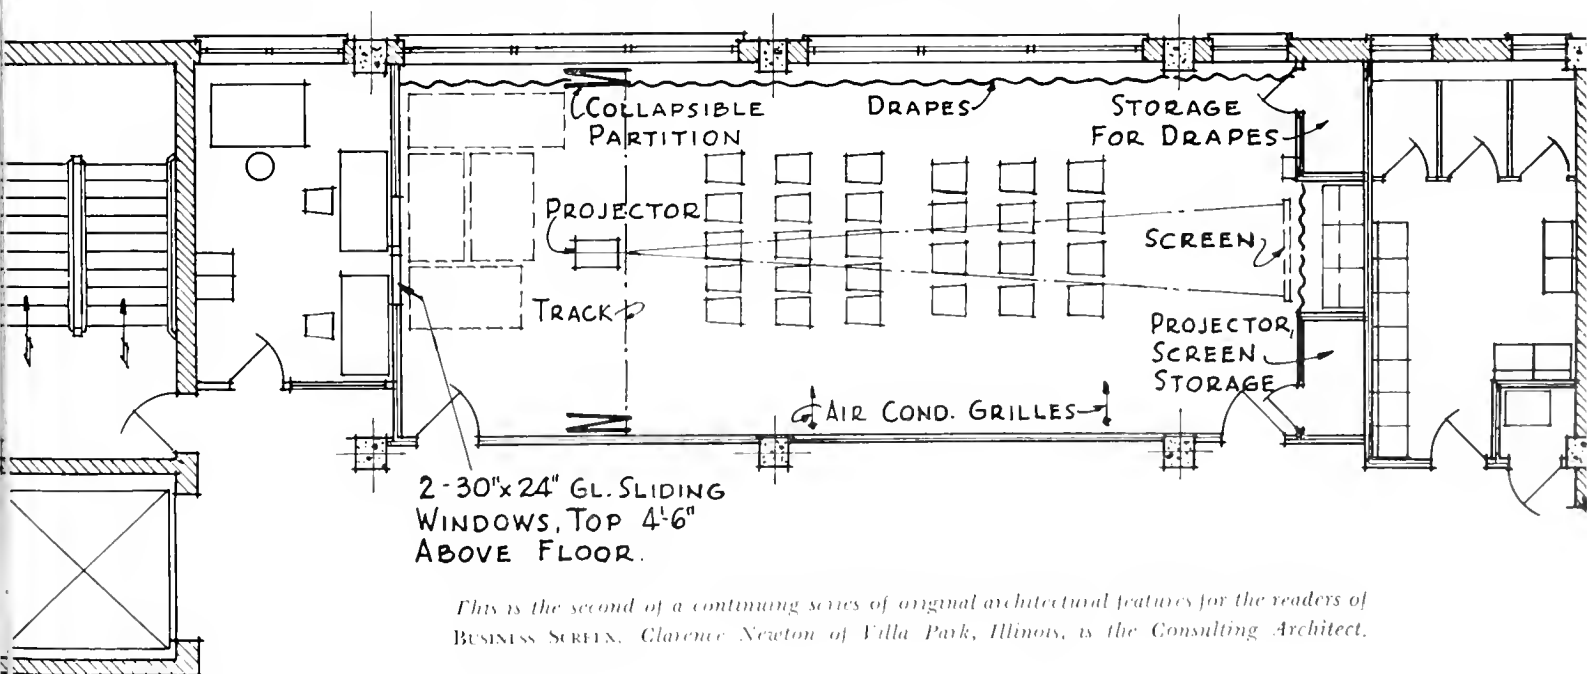 COLLAPSIBLE
PARTITION
DRAPES
STORAGE
FOR DRAPES
PROJECTOR
SCREEN
TRACK
PROJECTOR,
SCREEN
STORAGE
AIR COND. GRILLES
2-30"x24" GL. SLIDING
WINDOWS, TOP 4'-6"
ABOVE FLOOR.
This is the second of a continuing series of original architectural features for the readers of
BUSINESS SCREEN. Clarence Newton of Villa Park, Illinois, is the Consulting Architect.